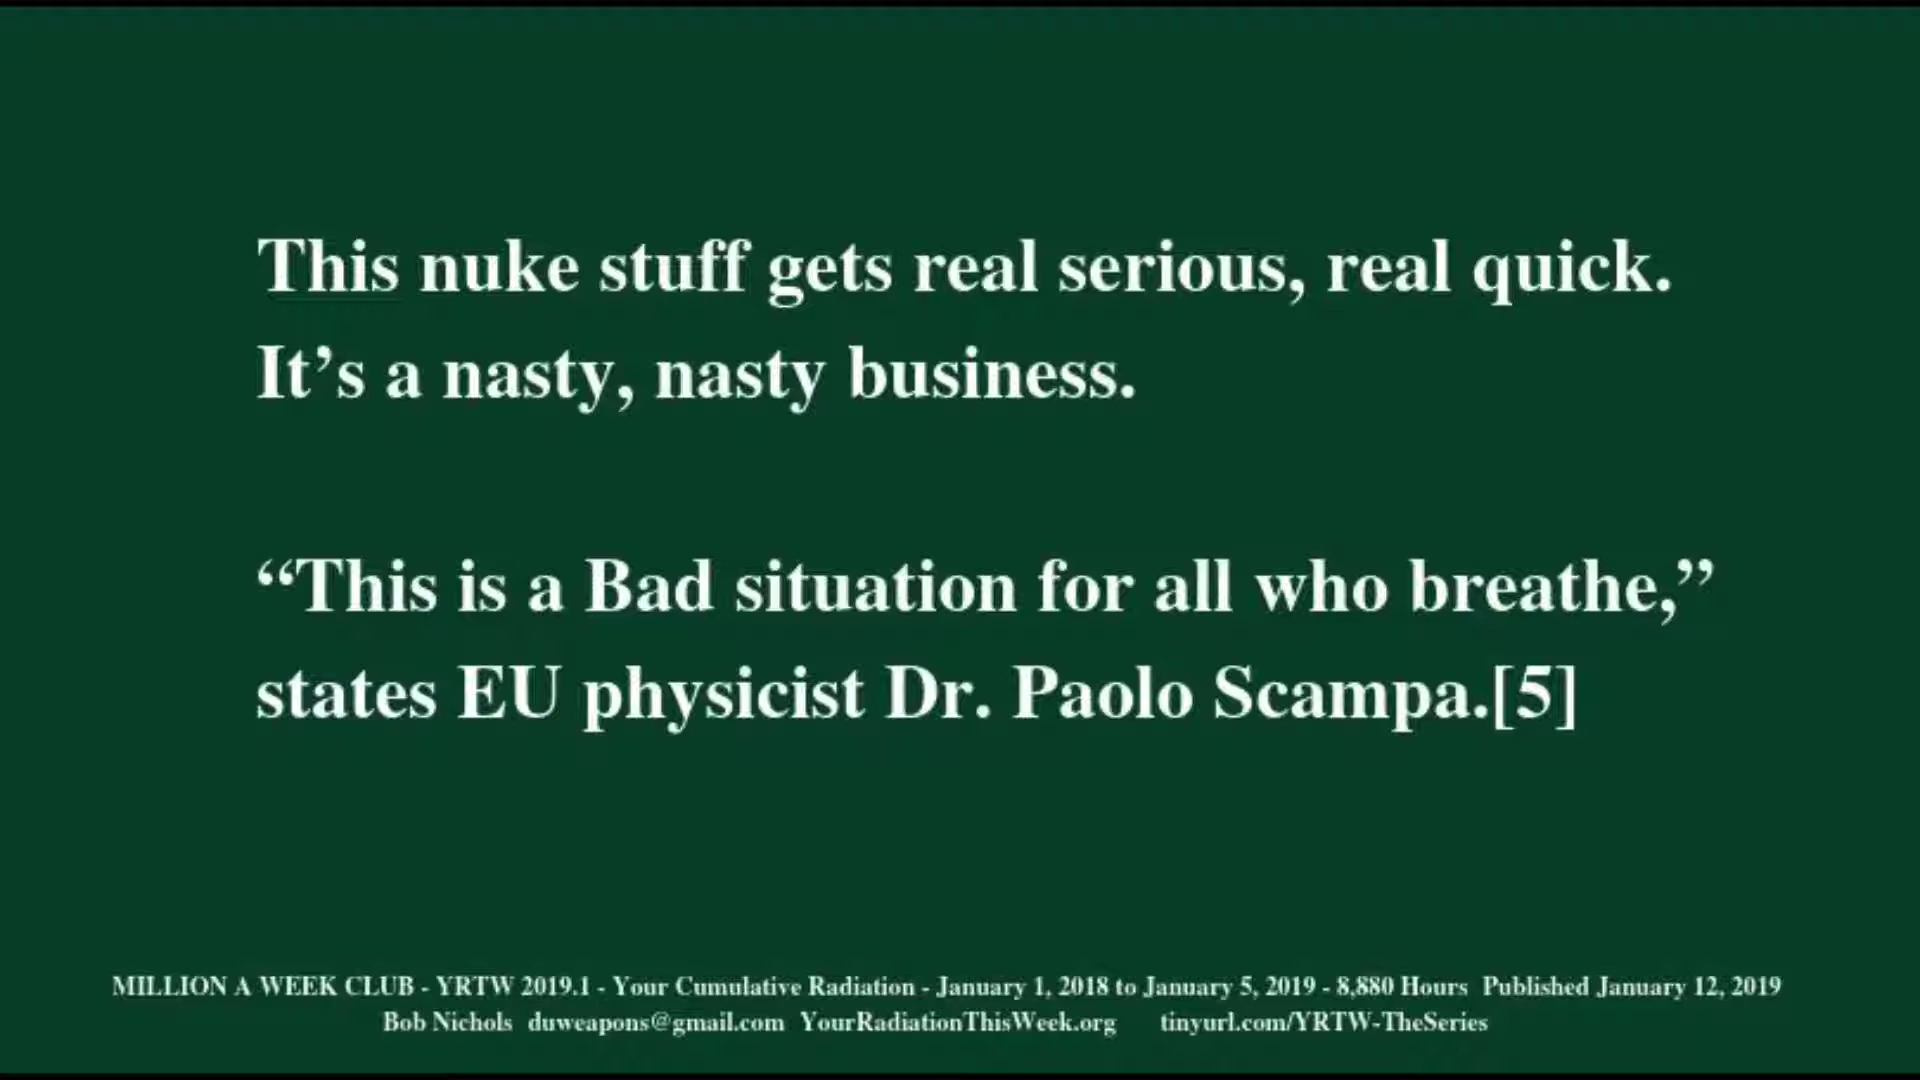 This nuke stuff gets real serious, real quick.
It’s a nasty, nasty business.
“This is a Bad situation for all who breathe,”
states EU physicist Dr. Paolo Scampa.[5]
MILLION A WEEK CLUB - YRTW 2019.1 - Your Cumulative Radiation - January 1, 2018 to January 5, 2019 - 8,880 Hours Published January 12, 2019
Bob Nichols duweapons@gmail.com YourRadiationThisWeek.org tinyurl.com/YRTW-TheSeries